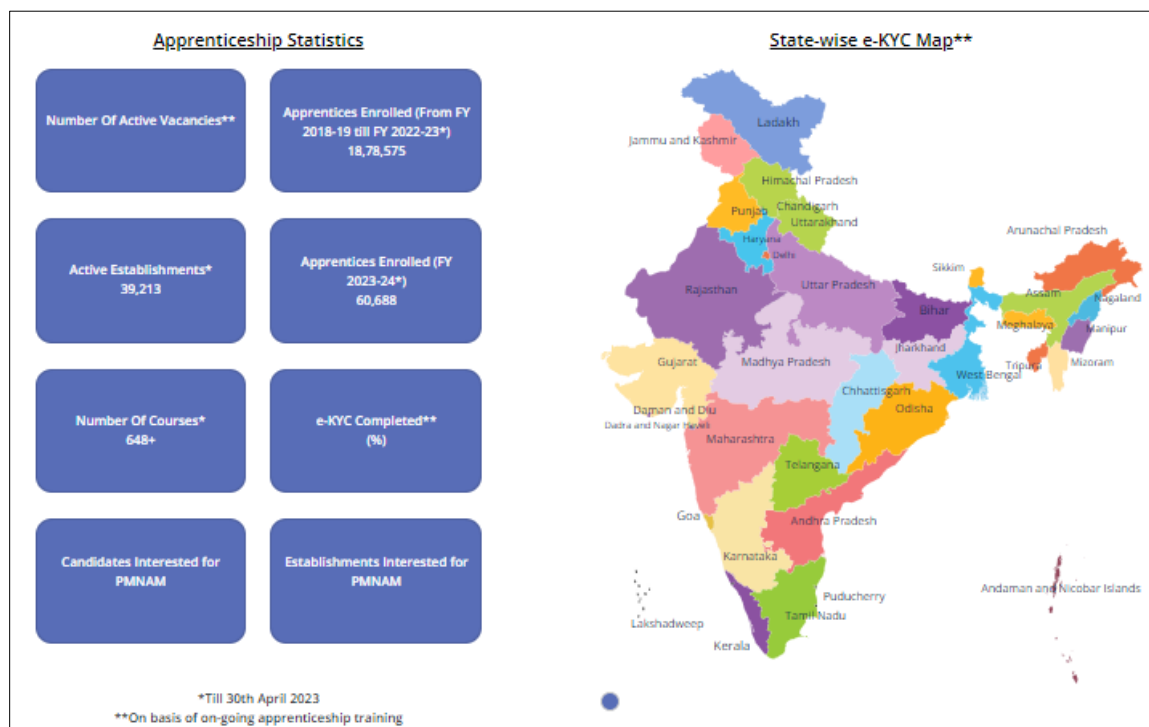 Apprenticeship Statistics
Number Of Active Vacancies**
Apprentices Enrolled (From FY
2018-19 till FY 2022-23*)
18,78,575
Active Establishments*
39,213
Apprentices Enrolled (FY
2023-24*)
60,688
Number Of Courses*
648+
e-KYC Completed**
(%)
Candidates Interested for
PMNAM
Establishments Interested for
PMNAM
*Till 30th April 2023
**On basis of on-going apprenticeship training
State-wise e-KYC Map**
Ladakh
Jammu and Kashmir
Himachal Pradesh
Chandigarh
Punjab
Uttarakhand
Haryana
Delhi
Arunachal Pradesh
Sikkim
Rajasthan
Uttar Pradesh
Assam
Nagaland
Bihar
Meghalaya
Manipur
Jharkhand
Gujarat
Madhya Pradesh
Tripura
Mizoram
West Bengal
Chhattisgarh
Daman and Diu
Odisha
Dadra and Nagar Haveli
Maharashtra
Telangana
Goa
Andhra Pradesh
Karnataka
Andaman and Nicobar Islands
Puducherry
Lakshadweep
Tamil Nadu
Kerala